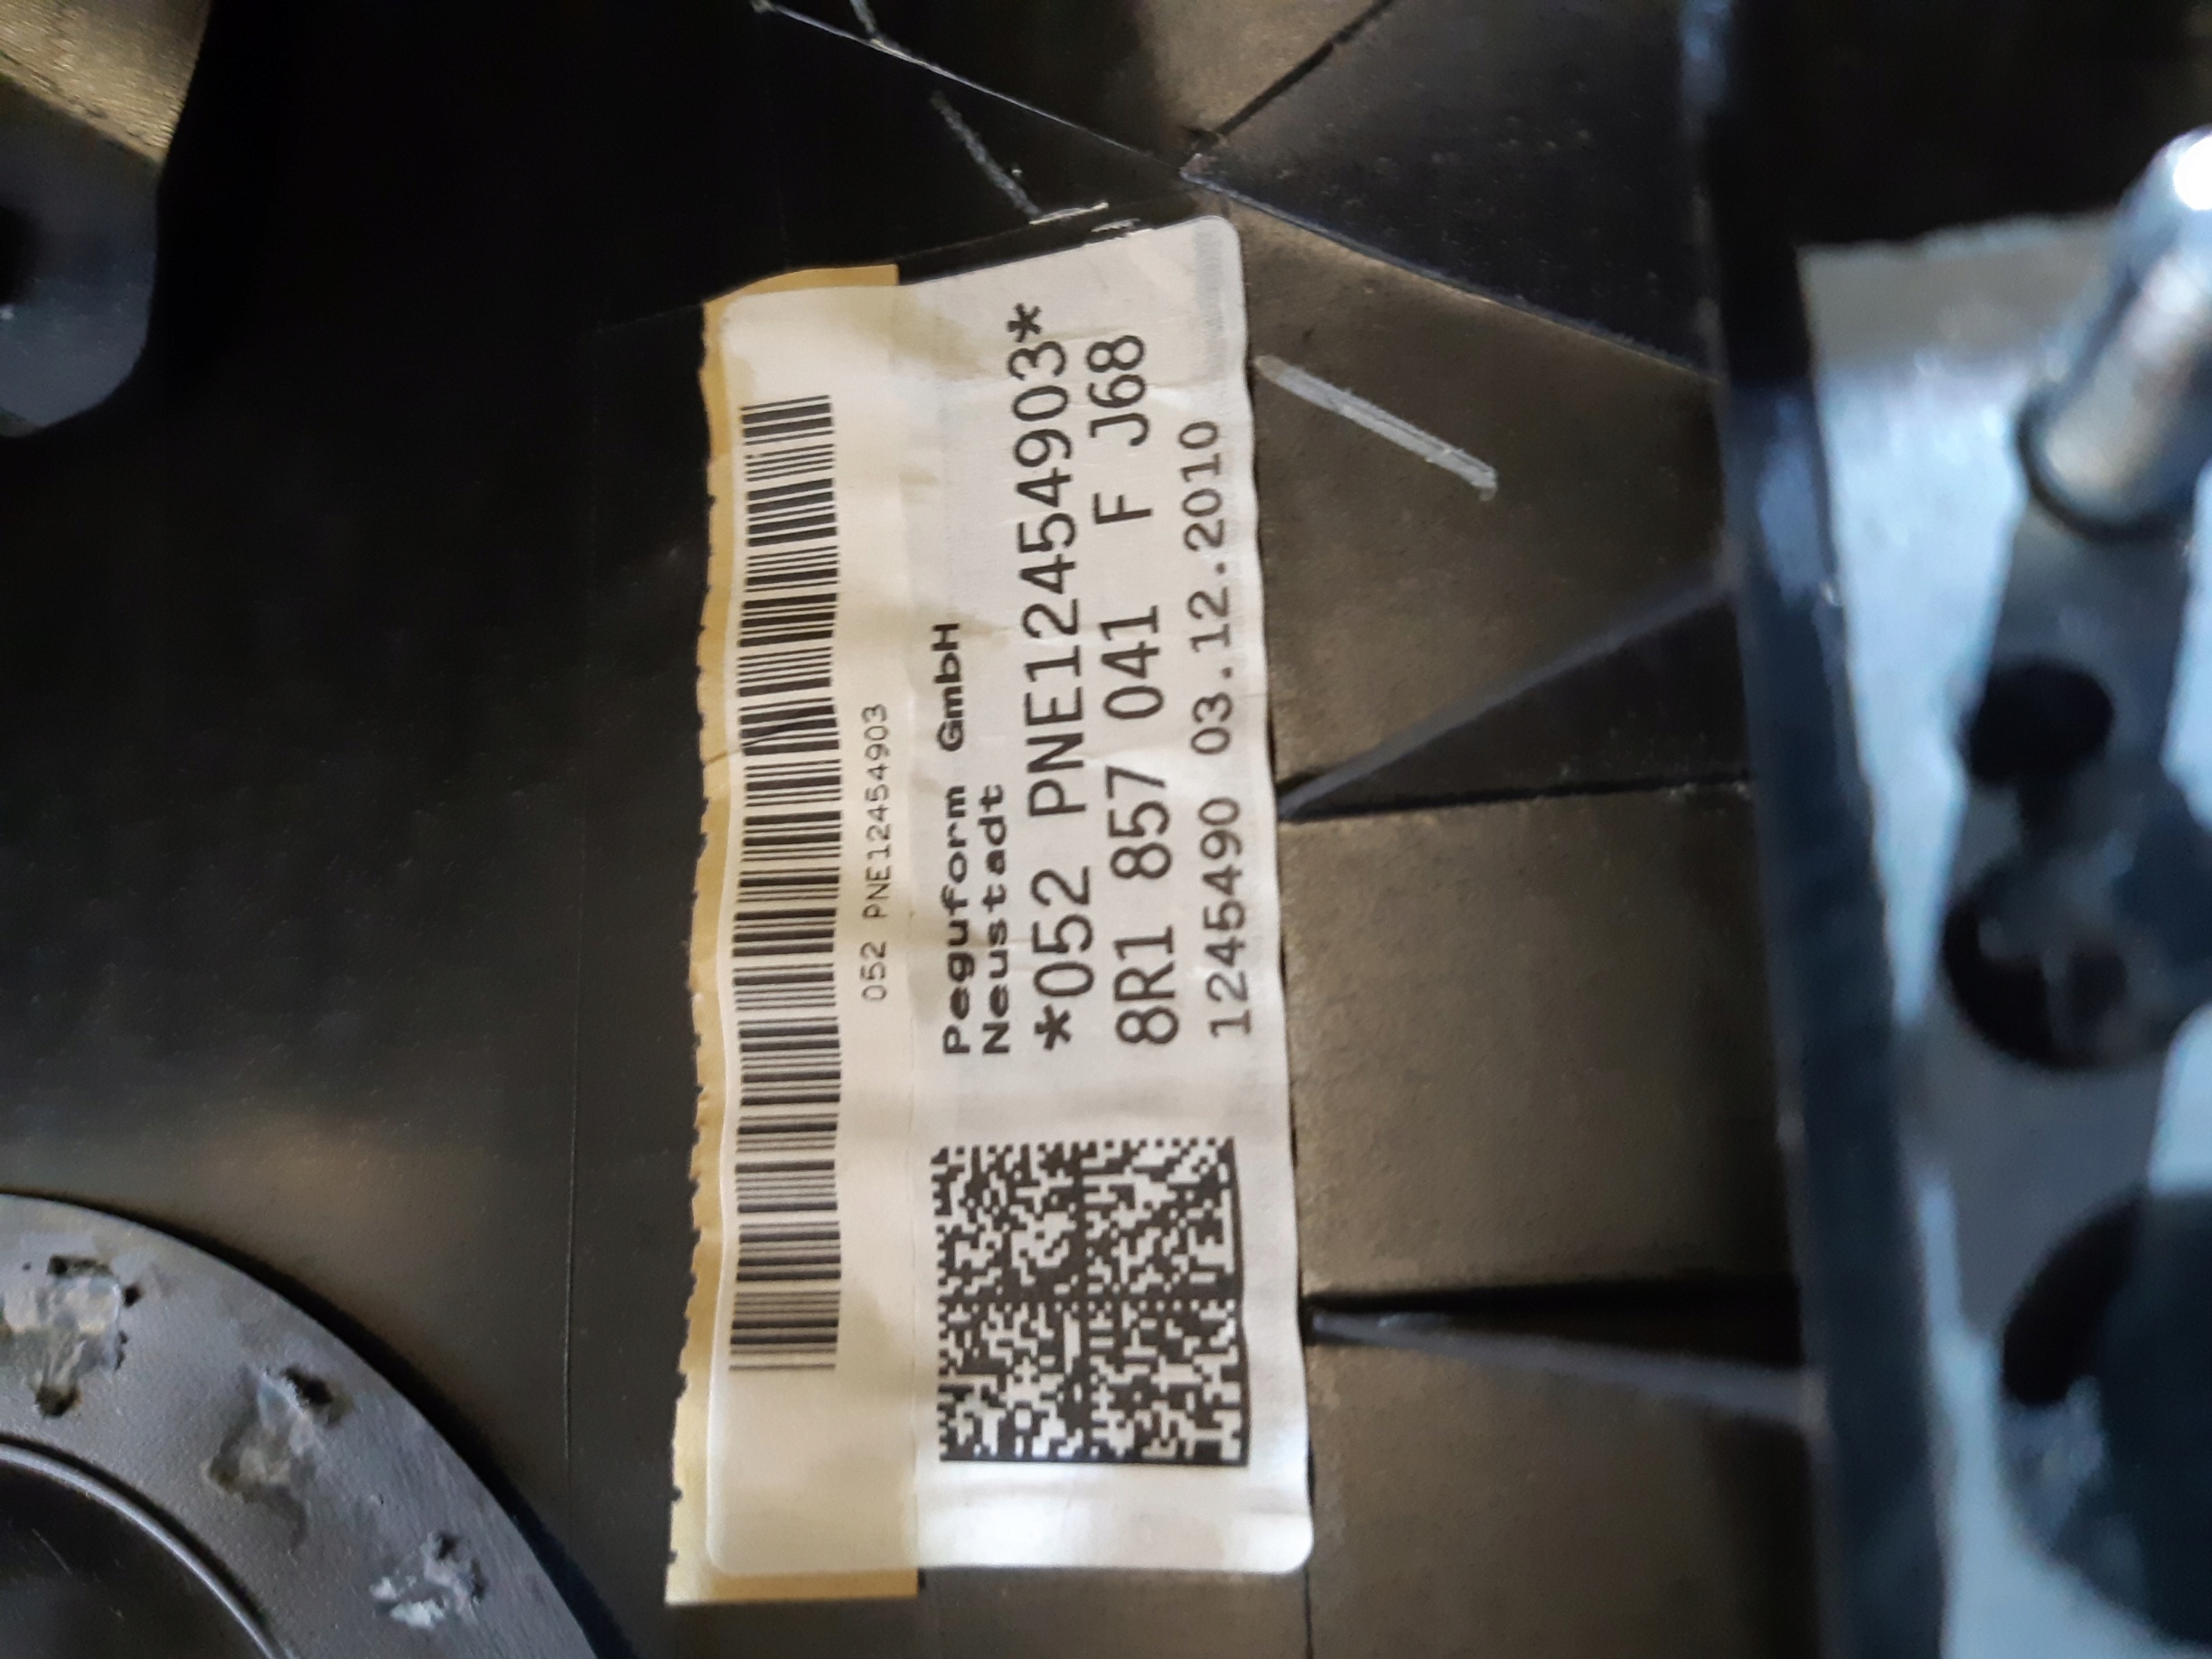 052 PNE12454903
Peguform GmbH
Neustadt
*052 PNE12454903*
8R1 857 041 F J68
1245490 03.12.2010